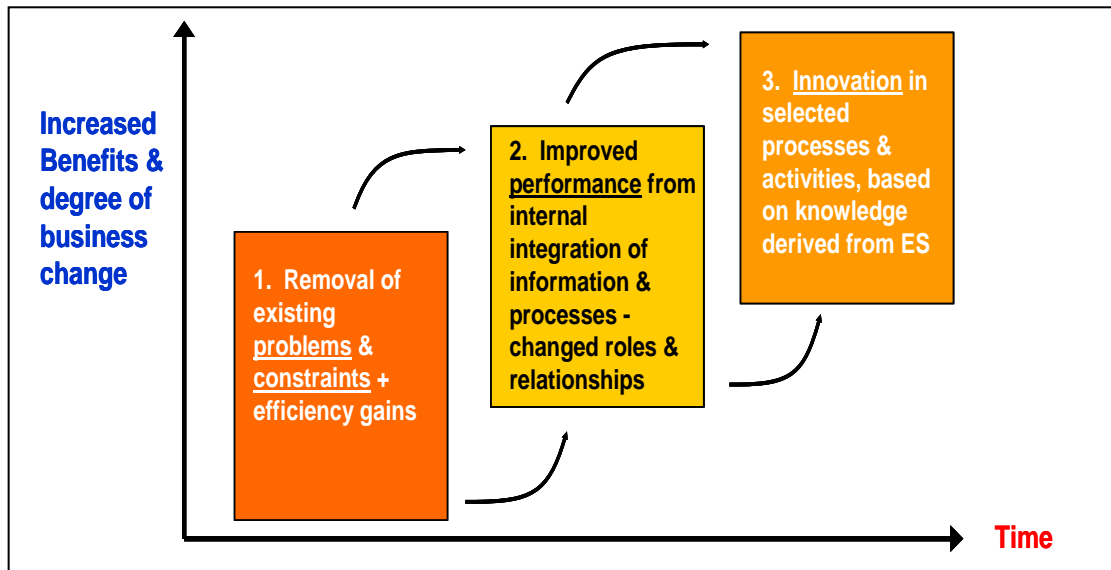 Increased
Benefits &
degree of
business
change
1. Removal of
existing
problems &
constraints +
efficiency gains
2. Improved
performance from
internal
integration of
information &
processes -
changed roles &
relationships
3. Innovation in
selected
processes &
activities, based
on knowledge
derived from ES
Time